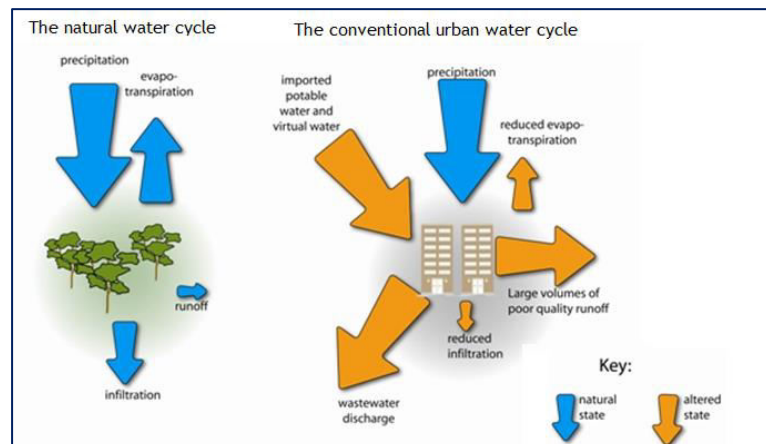 The natural water cycle
precipitation
evapo-
transpiration
runoff
infiltration
The conventional urban water cycle
imported
potable
water and
virtual water
precipitation
reduced evapo-
transpiration
Large volumes of
poor quality runoff
reduced
infiltration
wastewater
discharge
Key:
natural
state
altered
state